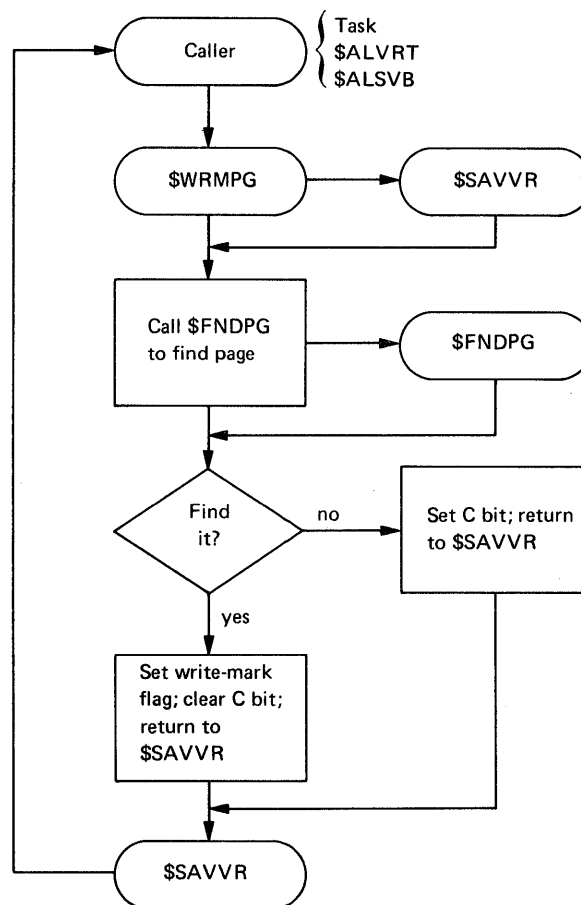 Caller
Task
$ALVRT
$ALSVB
$WRMPG
$SAVVR
Call $FNDPG
to find page
$FNDPG
Find
it?
no
Set C bit; return
to $SAVVR
yes
Set write-mark
flag; clear C bit;
return to
$SAVVR
$SAVVR